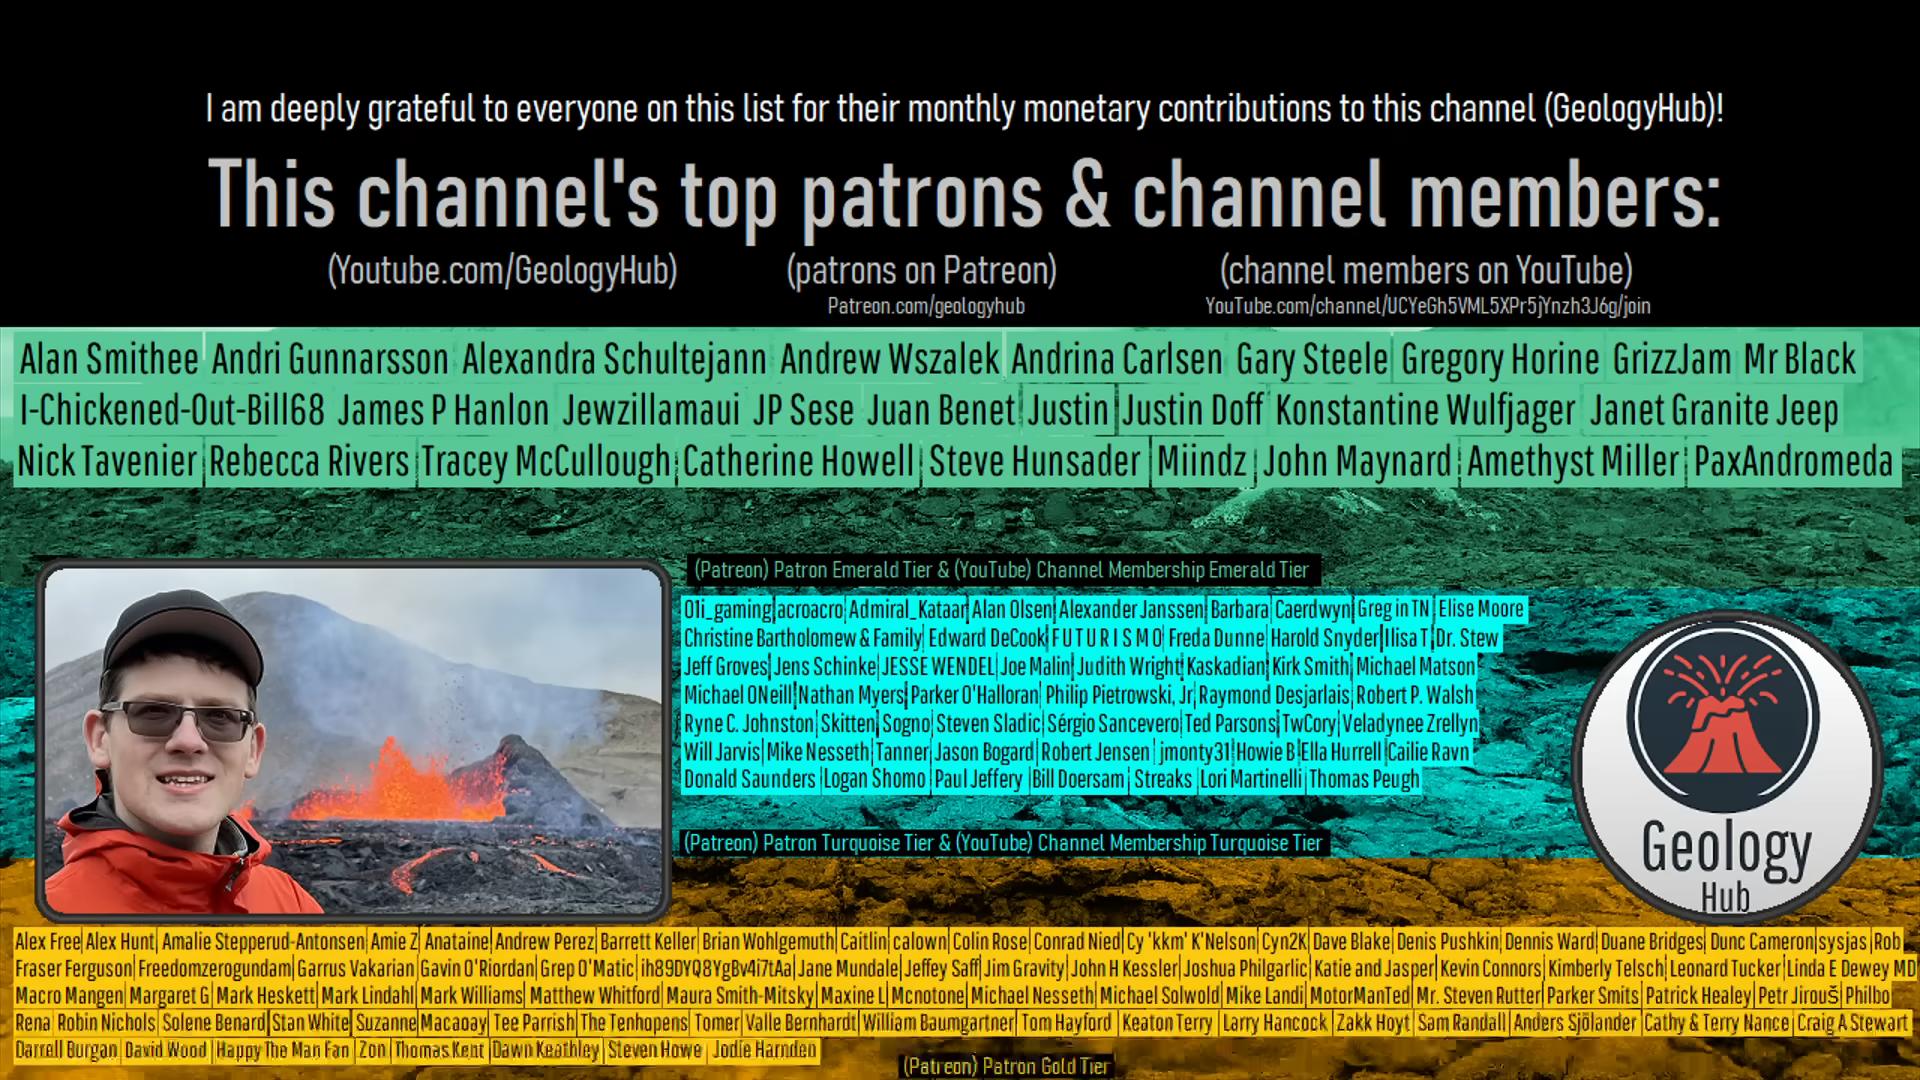 I am deeply grateful to everyone on this list for their monthly monetary contributions to this channel (GeologyHub)!
This channel's top patrons & channel members:
(Youtube.com/GeologyHub) (patrons on Patreon) (channel members on YouTube)
Patreon.com/geologyhub YouTube.com/channel/UCYeGh5VML5XPr5jYnzh3J6g/join
Alan Smithee Andri Gunnarsson Alexandra Schultejann Andrew Wszalek Andrina Carlsen Gary Steele Gregory Horine GrizzJam Mr Black
I-Chickened-Out-Bill68 James P Hanlon Jewzillamaui JP Sese Juan Benet Justin Justin Doff Konstantine Wulfjager Janet Granite Jeep
Nick Tavenier Rebecca Rivers Tracey McCullough Catherine Howell Steve Hunsader Miindz John Maynard Amethyst Miller PaxAndromeda
(Patreon) Patron Emerald Tier & (YouTube) Channel Membership Emerald Tier
01i_gaming acroacro Admiral_Kataar Alan Olsen Alexander Janssen Barbara Caerdwyn Greg in TN Elise Moore
Christine Bartholomew & Family Edward DeCook F U T U R I S M O Freda Dunne Harold Snyder Ilisa T Dr. Stew
Jeff Groves Jens Schinke JESSE WENDEL Joe Malin Judith Wright Kaskadian Kirk Smith Michael Matson
Michael ONeill Nathan Myers Parker O'Halloran Philip Pietrowski, Jr Raymond Desjarlais Robert P. Walsh
Ryne C. Johnston Skitten Sogno Steven Sladic Sérgio Sancevero Ted Parsons TwCory Veladynee Zrellyn
Will Jarvis Mike Nesseth Tanner Jason Bogard Robert Jensen jmonty31 Howie B Ella Hurrell Cailie Ravn
Donald Saunders Logan Shomo Paul Jeffery Bill Doersam Streaks Lori Martinelli Thomas Peugh
(Patreon) Patron Turquoise Tier & (YouTube) Channel Membership Turquoise Tier
Geology
Hub
Alex Free Alex Hunt Amalie Stepperud-Antonsen Amie Z Anataine Andrew Perez Barrett Keller Brian Wohlgemuth Caitlin calown Colin Rose Conrad Nied Cy 'kkm' K'Nelson Cyn2K Dave Blake Denis Pushkin Dennis Ward Duane Bridges Dunc Cameron sysjas Rob
Fraser Ferguson Freedomzerogundam Garrus Vakarian Gavin O'Riordan Grep O'Matic ih89DYQ8YgBv4i7tAa Jane Mundale Jeffey Saff Jim Gravity John H Kessler Joshua Philgarlic Katie and Jasper Kevin Connors Kimberly Telsch Leonard Tucker Linda E Dewey MD
Macro Mangen Margaret G Mark Heskett Mark Lindahl Mark Williams Matthew Whitford Maura Smith-Mitsky Maxine L Mcnotone Michael Nesseth Michael Solwold Mike Landi MotorManTed Mr. Steven Rutter Parker Smits Patrick Healey Petr Jirouš Philbo
Rena Robin Nichols Solene Benard Stan White Suzanne Macaoay Tee Parrish The Tenhopens Tomer Valle Bernhardt William Baumgartner Tom Hayford Keaton Terry Larry Hancock Zakk Hoyt Sam Randall Anders Sjölander Cathy & Terry Nance Craig A Stewart
Darrell Burgan David Wood Happy The Man Fan Zon Thomas Kent Dawn Keathley Steven Howe Jodie Harnden
(Patreon) Patron Gold Tier